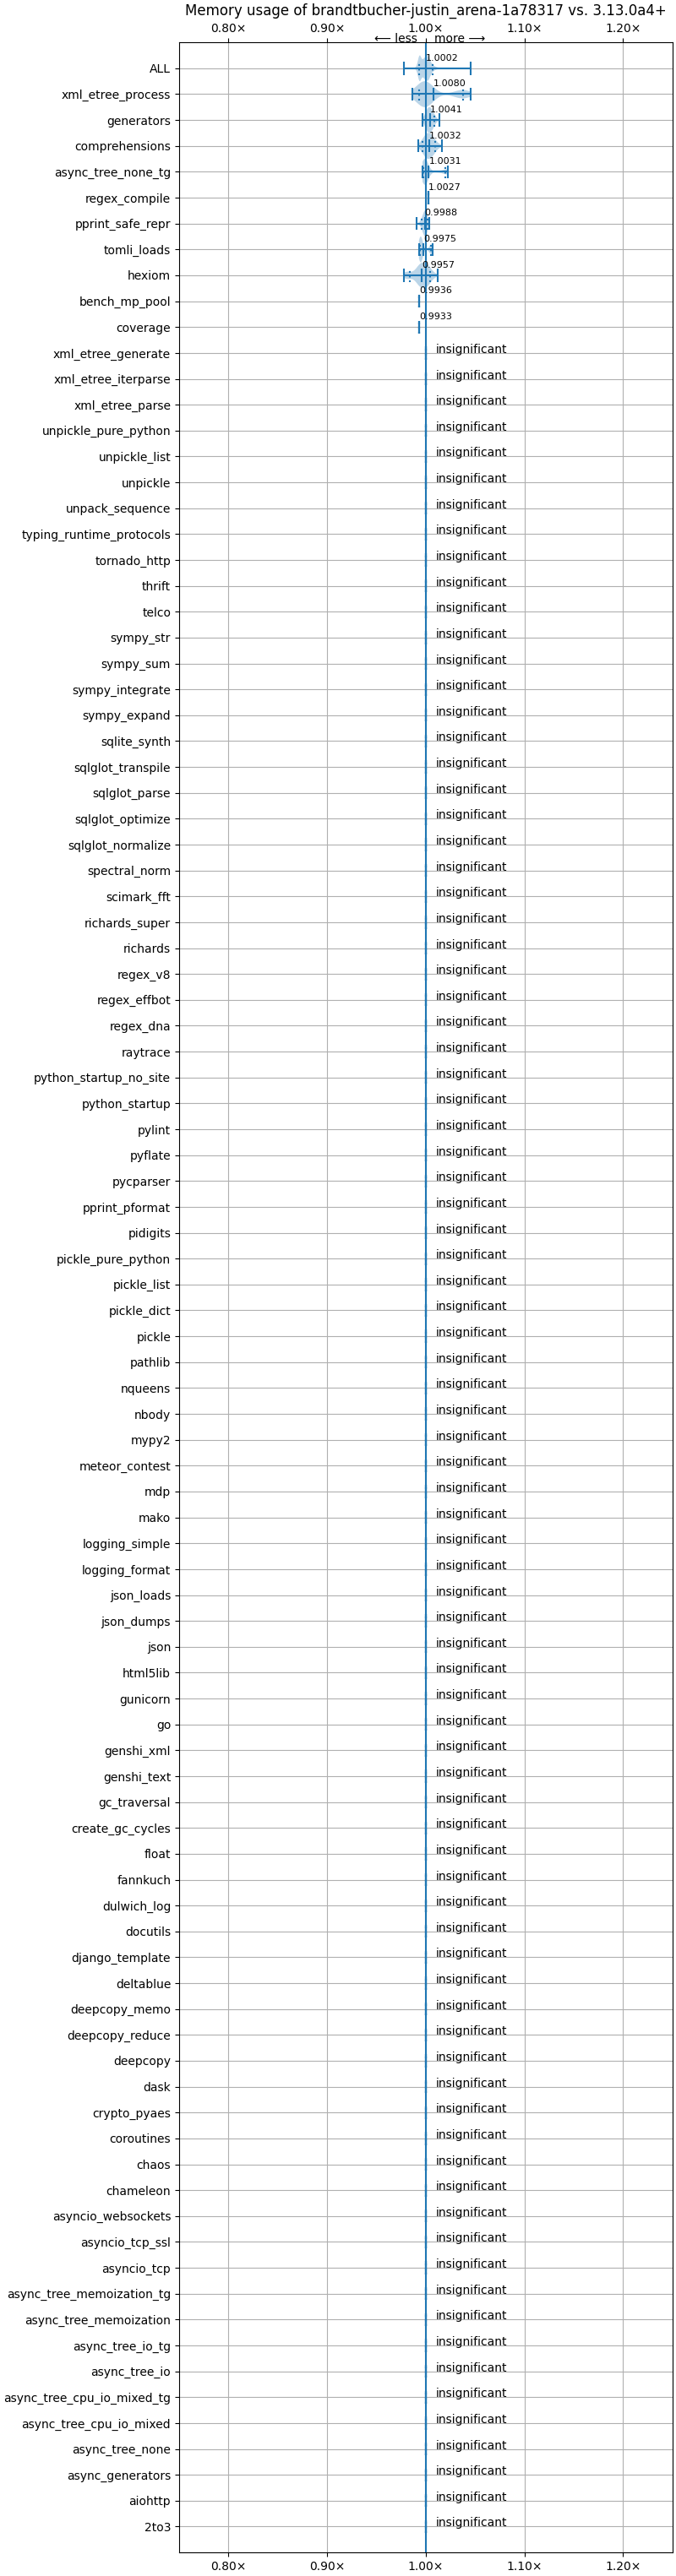 Memory usage of brandtbucher-justin_arena-1a78317 vs. 3.13.0a4+
0.80× 0.90× 1.00× 1.10× 1.20×
⟵ less more ⟶
ALL 1.0002
xml_etree_process 1.0080
generators 1.0041
comprehensions 1.0032
async_tree_none_tg 1.0031
regex_compile 1.0027
pprint_safe_repr 0.9988
tomli_loads 0.9975
hexiom 0.9957
bench_mp_pool 0.9936
coverage 0.9933
xml_etree_generate insignificant
xml_etree_iterparse insignificant
xml_etree_parse insignificant
unpickle_pure_python insignificant
unpickle_list insignificant
unpickle insignificant
unpack_sequence insignificant
typing_runtime_protocols insignificant
tornado_http insignificant
thrift insignificant
telco insignificant
sympy_str insignificant
sympy_sum insignificant
sympy_integrate insignificant
sympy_expand insignificant
sqlite_synth insignificant
sqlglot_transpile insignificant
sqlglot_parse insignificant
sqlglot_optimize insignificant
sqlglot_normalize insignificant
spectral_norm insignificant
scimark_fft insignificant
richards_super insignificant
richards insignificant
regex_v8 insignificant
regex_effbot insignificant
regex_dna insignificant
raytrace insignificant
python_startup_no_site insignificant
python_startup insignificant
pylint insignificant
pyflate insignificant
pycparser insignificant
pprint_pformat insignificant
pidigits insignificant
pickle_pure_python insignificant
pickle_list insignificant
pickle_dict insignificant
pickle insignificant
pathlib insignificant
nqueens insignificant
nbody insignificant
mypy2 insignificant
meteor_contest insignificant
mdp insignificant
mako insignificant
logging_simple insignificant
logging_format insignificant
json_loads insignificant
json_dumps insignificant
json insignificant
html5lib insignificant
gunicorn insignificant
go insignificant
genshi_xml insignificant
genshi_text insignificant
gc_traversal insignificant
create_gc_cycles insignificant
float insignificant
fannkuch insignificant
dulwich_log insignificant
docutils insignificant
django_template insignificant
deltablue insignificant
deepcopy_memo insignificant
deepcopy_reduce insignificant
deepcopy insignificant
dask insignificant
crypto_pyaes insignificant
coroutines insignificant
chaos insignificant
chameleon insignificant
asyncio_websockets insignificant
asyncio_tcp_ssl insignificant
asyncio_tcp insignificant
async_tree_memoization_tg insignificant
async_tree_memoization insignificant
async_tree_io_tg insignificant
async_tree_io insignificant
async_tree_cpu_io_mixed_tg insignificant
async_tree_cpu_io_mixed insignificant
async_tree_none insignificant
async_generators insignificant
aiohttp insignificant
2to3 insignificant
0.80× 0.90× 1.00× 1.10× 1.20×